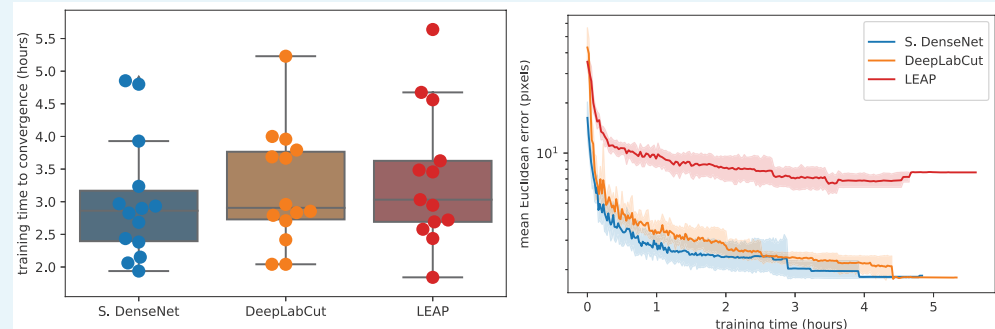 training time to convergence (hours)
5.5
5.0
4.5
4.0
3.5
3.0
2.5
2.0
S. DenseNet
DeepLabCut
LEAP
mean Euclidean error (pixels)
10¹
S. DenseNet
DeepLabCut
LEAP
0 1 2 3 4 5
training time (hours)